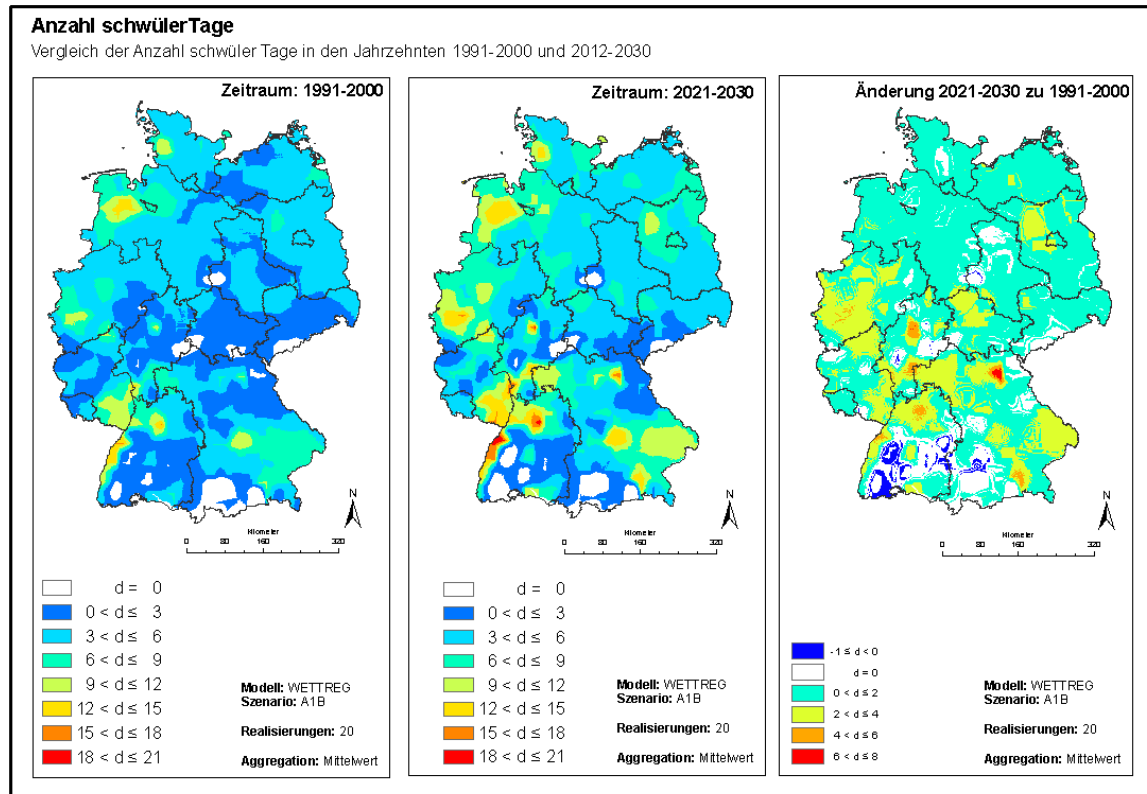 Anzahl schwülerTage
Vergleich der Anzahl schwüler Tage in den Jahrzehnten 1991-2000 und 2012-2030
Zeitraum: 1991-2000
N
Kilometer
0 80 160 320
d = 0
0 < d ≤ 3
3 < d ≤ 6
6 < d ≤ 9
9 < d ≤ 12
12 < d ≤ 15
15 < d ≤ 18
18 < d ≤ 21
Modell: WETTREG
Szenario: A1B
Realisierungen: 20
Aggregation: Mittelwert
Zeitraum: 2021-2030
N
Kilometer
0 80 160 320
d = 0
0 < d ≤ 3
3 < d ≤ 6
6 < d ≤ 9
9 < d ≤ 12
12 < d ≤ 15
15 < d ≤ 18
18 < d ≤ 21
Modell: WETTREG
Szenario: A1B
Realisierungen: 20
Aggregation: Mittelwert
Änderung 2021-2030 zu 1991-2000
N
Kilometer
0 80 160 320
-1 ≤ d < 0
d = 0
0 < d ≤ 2
2 < d ≤ 4
4 < d ≤ 6
6 < d ≤ 8
Modell: WETTREG
Szenario: A1B
Realisierungen: 20
Aggregation: Mittelwert